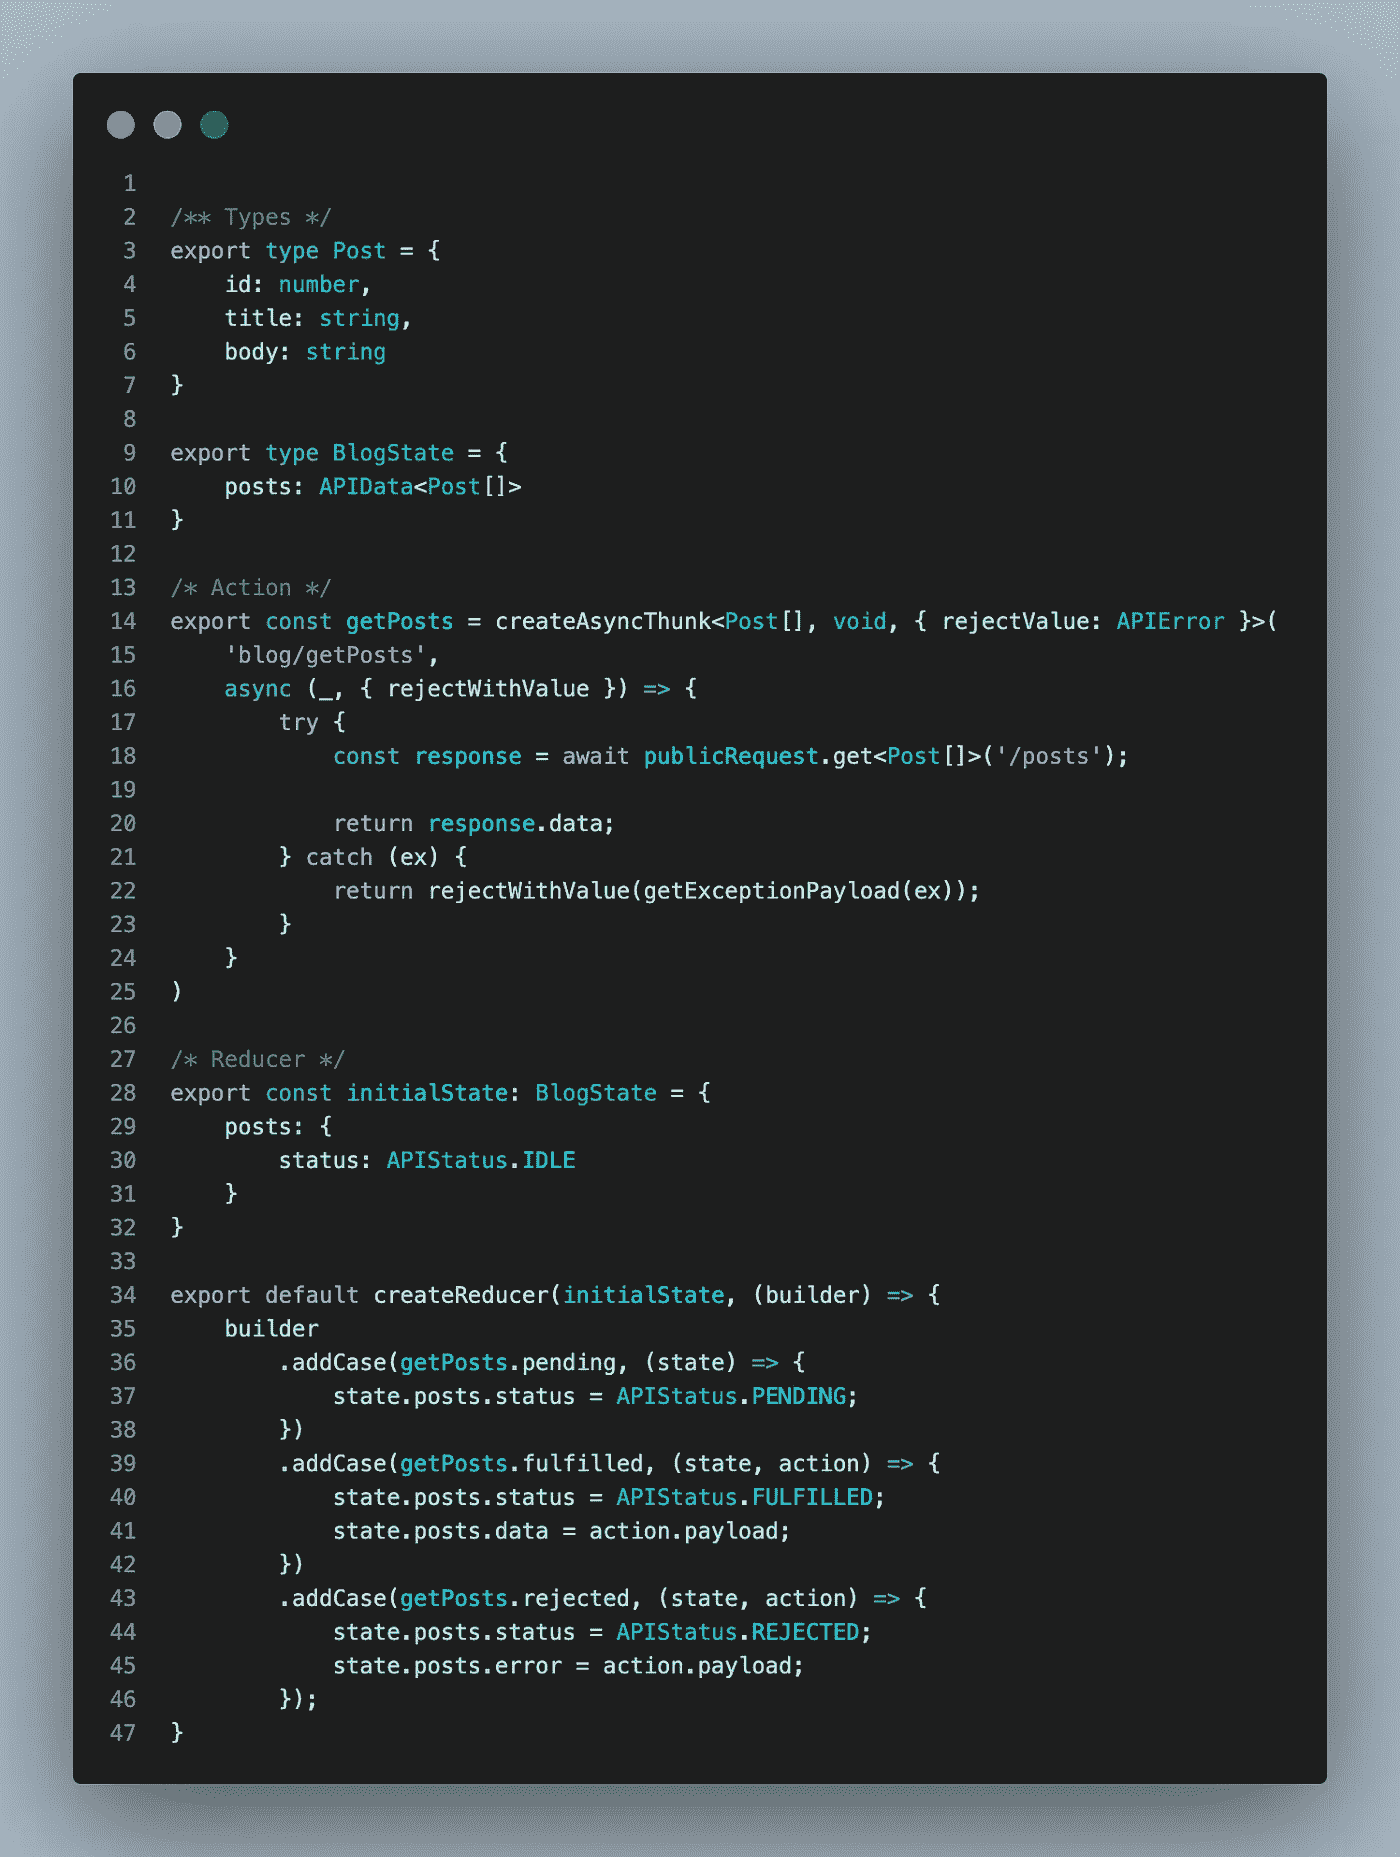 1
2 /** Types */
3 export type Post = {
4     id: number,
5     title: string,
6     body: string
7 }
8
9 export type BlogState = {
10     posts: APIData<Post[]>
11 }
12
13 /* Action */
14 export const getPosts = createAsyncThunk<Post[], void, { rejectValue: APIError }>(
15     'blog/getPosts',
16     async (_, { rejectWithValue }) => {
17         try {
18             const response = await publicRequest.get<Post[]>('/posts');
19
20             return response.data;
21         } catch (ex) {
22             return rejectWithValue(getExceptionPayload(ex));
23         }
24     }
25 )
26
27 /* Reducer */
28 export const initialState: BlogState = {
29     posts: {
30         status: APIStatus.IDLE
31     }
32 }
33
34 export default createReducer(initialState, (builder) => {
35     builder
36         .addCase(getPosts.pending, (state) => {
37             state.posts.status = APIStatus.PENDING;
38         })
39         .addCase(getPosts.fulfilled, (state, action) => {
40             state.posts.status = APIStatus.FULFILLED;
41             state.posts.data = action.payload;
42         })
43         .addCase(getPosts.rejected, (state, action) => {
44             state.posts.status = APIStatus.REJECTED;
45             state.posts.error = action.payload;
46         });
47 }